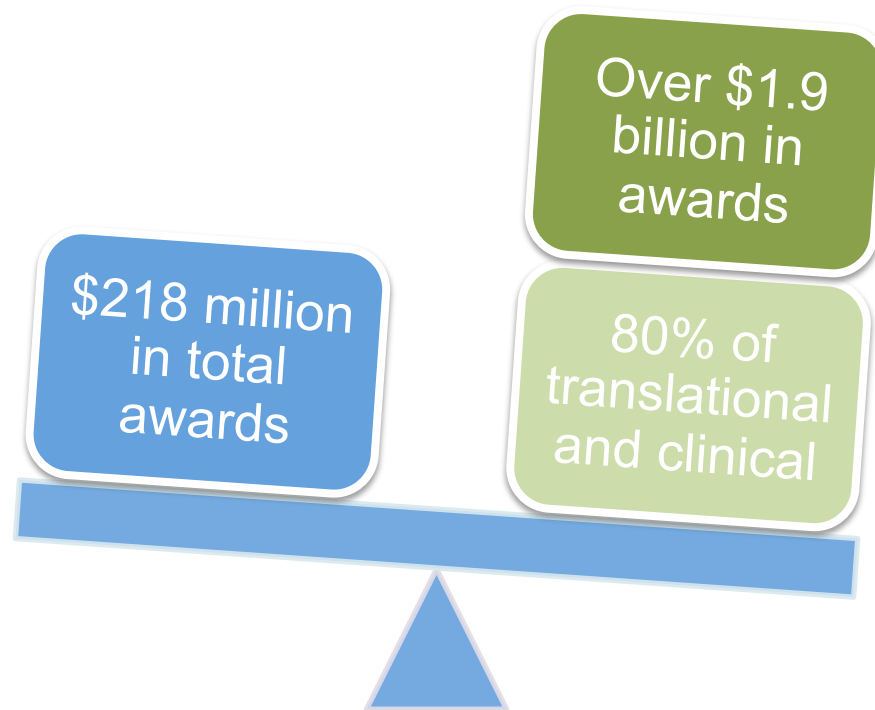 $218 million
in total
awards
Over $1.9
billion in
awards
80% of
translational
and clinical